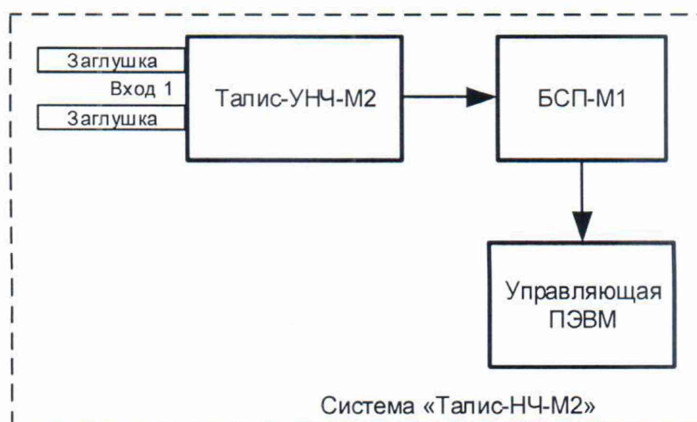 Заглушка
Вход 1
Заглушка
Талис-УНЧ-М2
БСП-М1
Управляющая
ПЭВМ
Система «Талис-НЧ-М2»